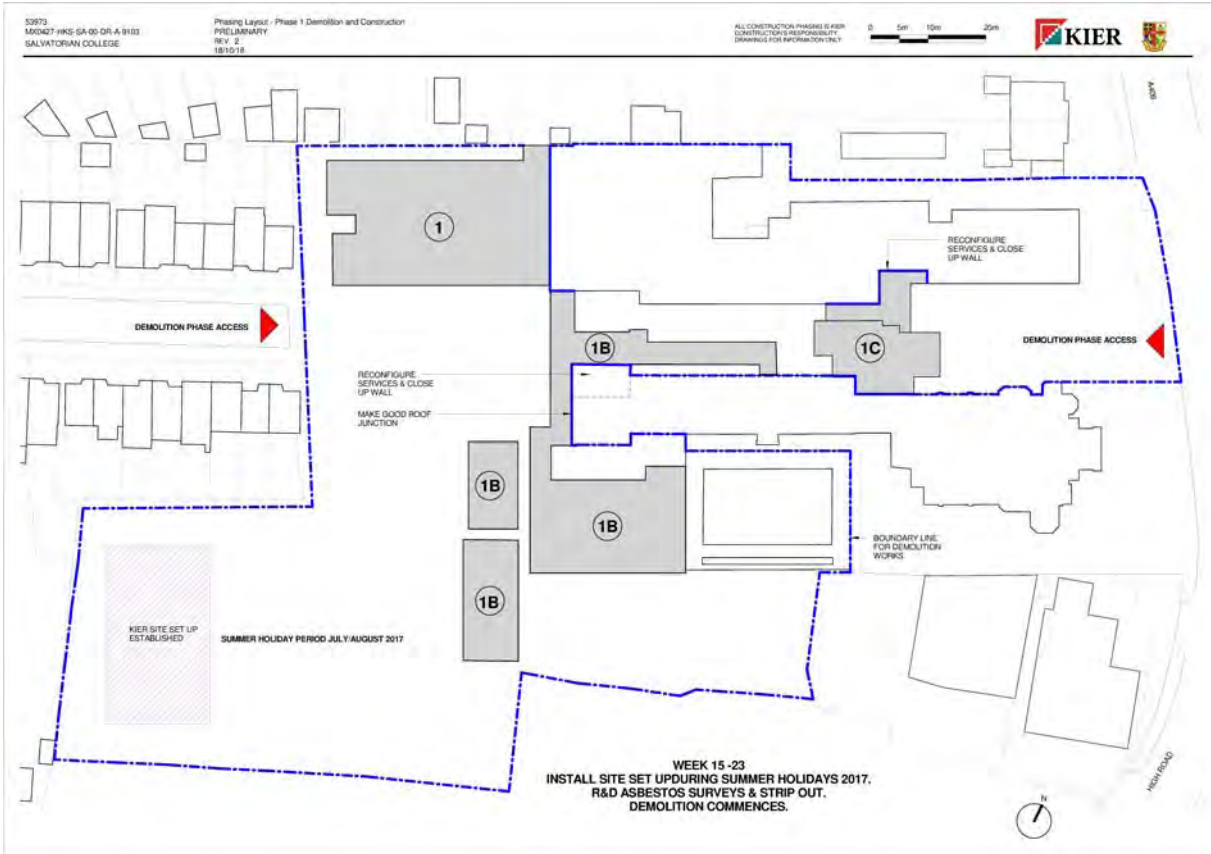 53973
MX0427-HKS-SA-00-DR-A-9103
SALVATORIAN COLLEGE
Phasing Layout - Phase 1 Demolition and Construction
PRELIMINARY
REV 2
18/10/16
ALL CONSTRUCTION PHASING IS KIER
CONSTRUCTION'S RESPONSIBILITY
DRAWINGS FOR INFORMATION ONLY
0 5m 10m 20m
KIER
A409
1
RECONFIGURE
SERVICES & CLOSE
UP WALL
DEMOLITION PHASE ACCESS
1B
1C
DEMOLITION PHASE ACCESS
RECONFIGURE
SERVICES & CLOSE
UP WALL
MAKE GOOD ROOF
JUNCTION
1B
1B
BOUNDARY LINE
FOR DEMOLITION
WORKS
1B
KIER SITE SET UP
ESTABLISHED
SUMMER HOLIDAY PERIOD JULY/AUGUST 2017
WEEK 15 -23
INSTALL SITE SET UPDURING SUMMER HOLIDAYS 2017.
R&D ASBESTOS SURVEYS & STRIP OUT.
DEMOLITION COMMENCES.
HIGH ROAD
N